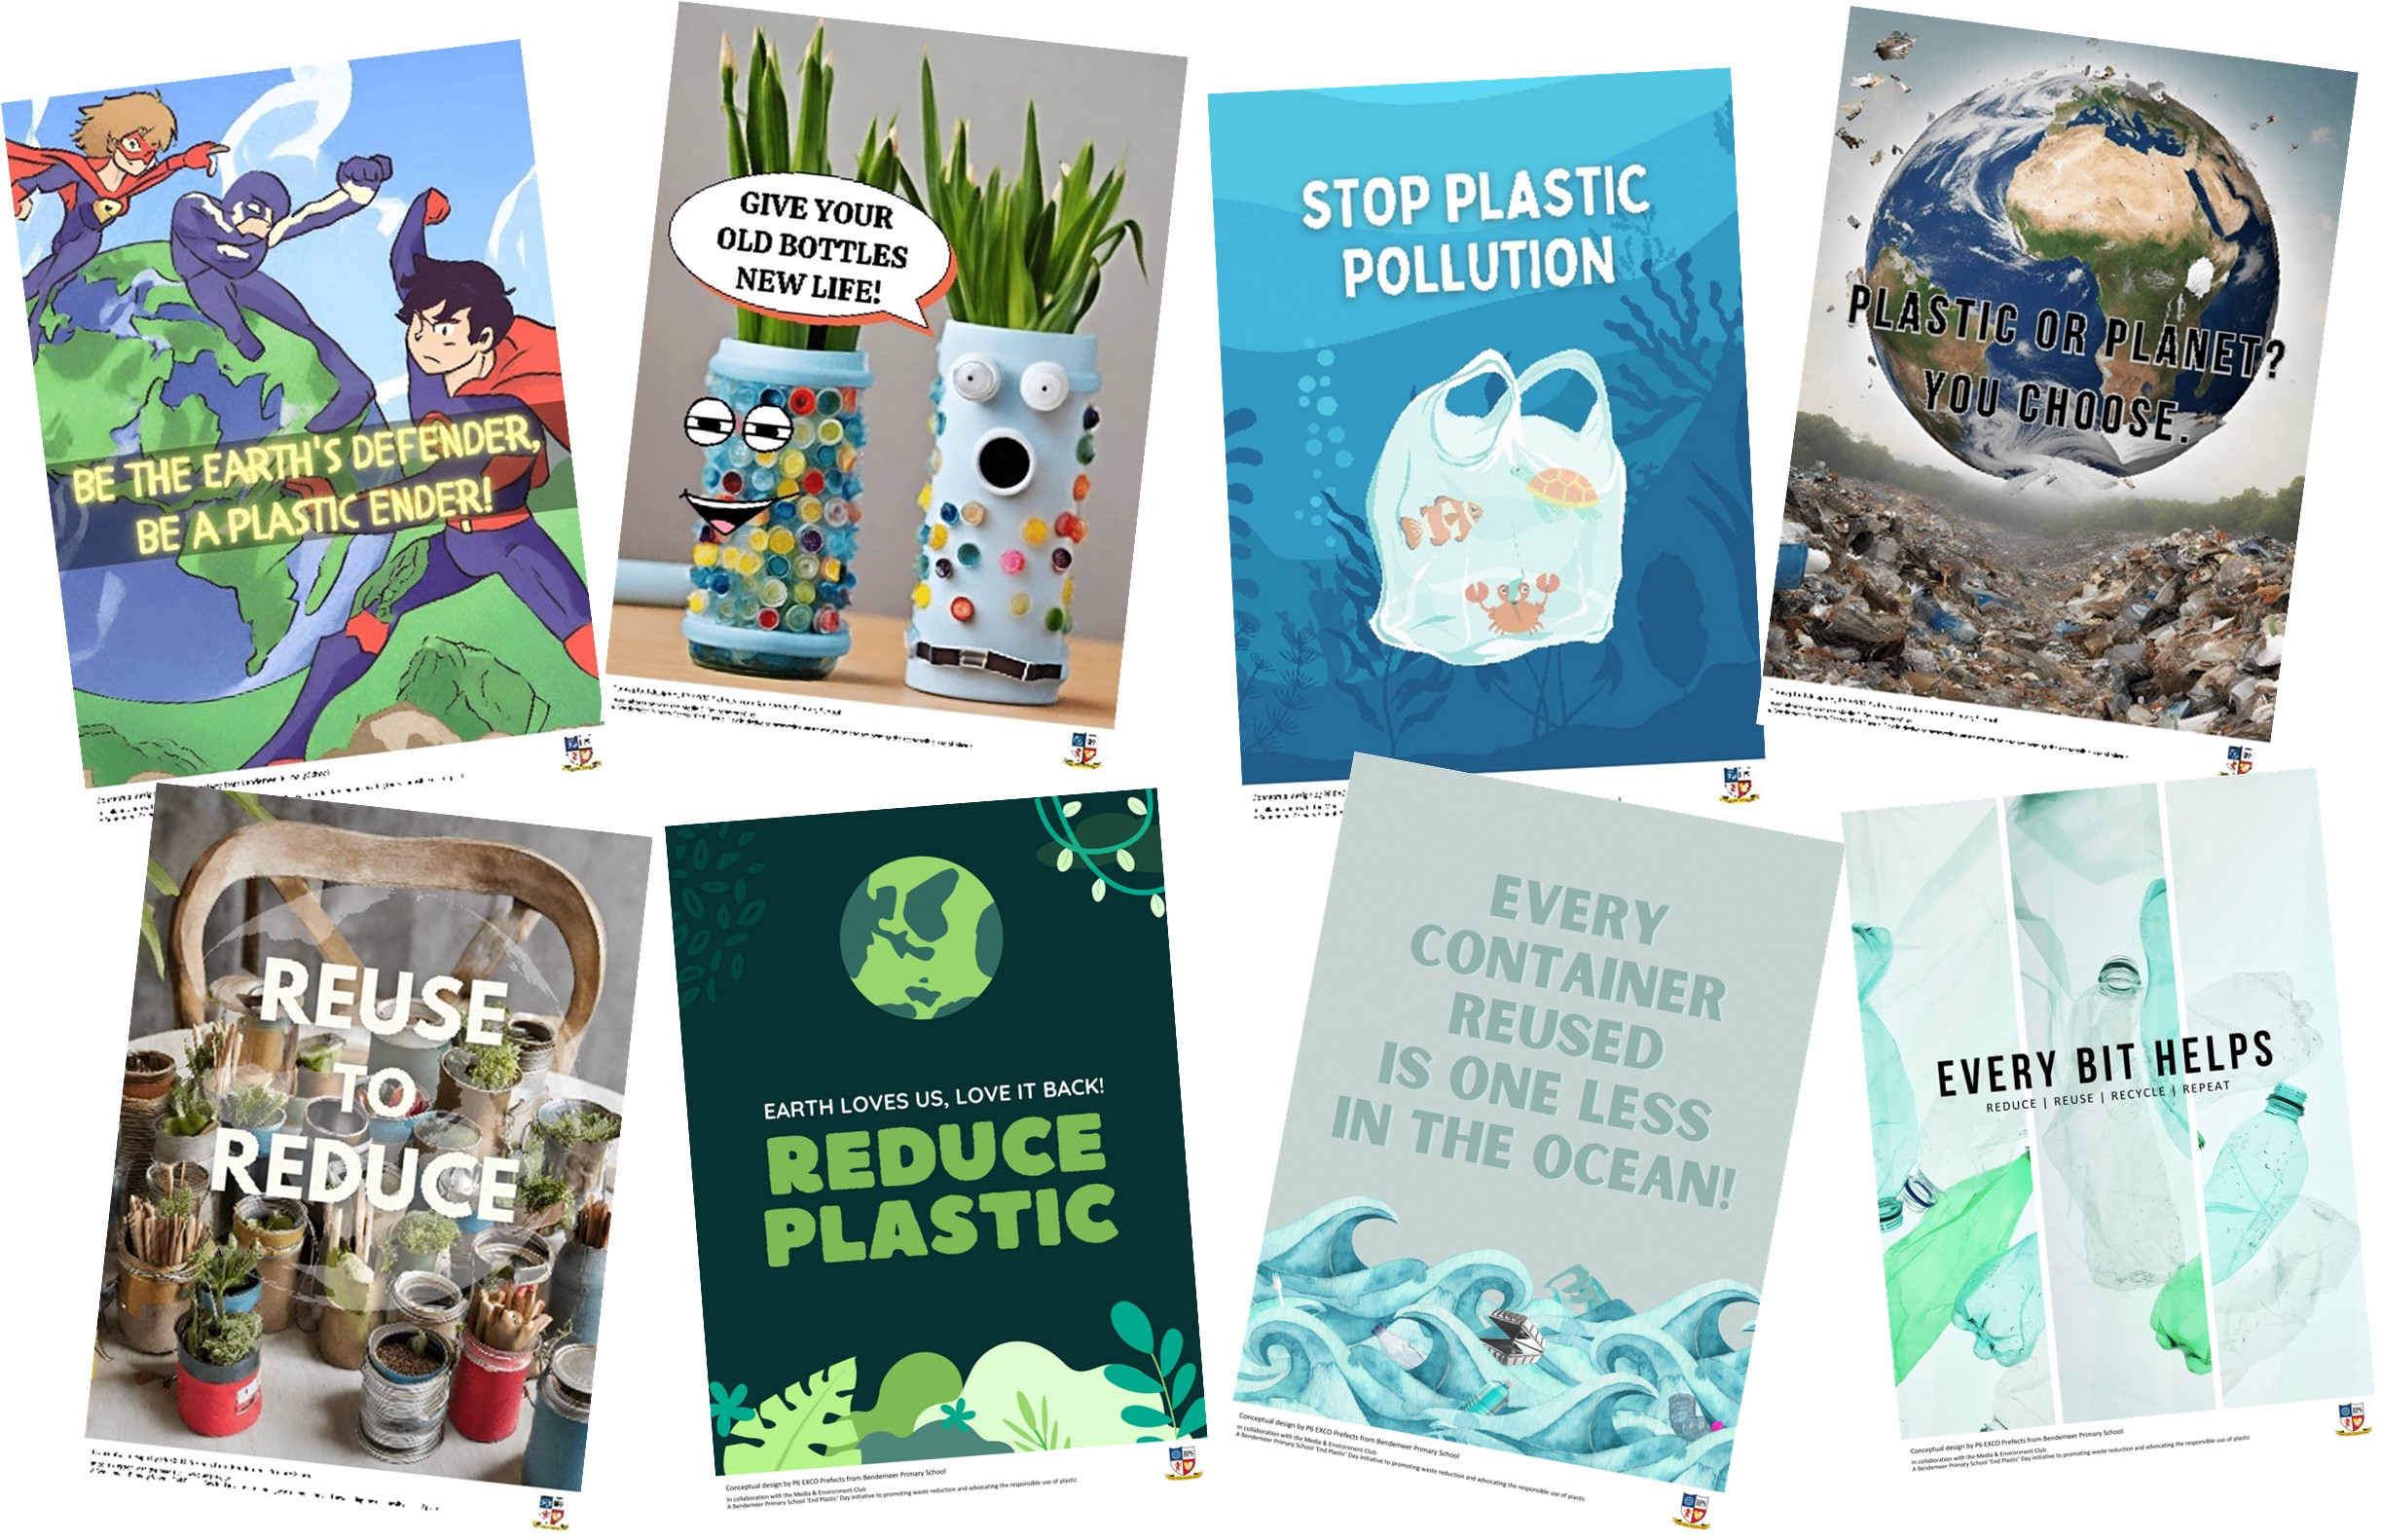 BE THE EARTH'S DEFENDER,
BE A PLASTIC ENDER!
GIVE YOUR
OLD BOTTLES
NEW LIFE!
STOP PLASTIC
POLLUTION
PLASTIC OR PLANET?
YOU CHOOSE.
REUSE
TO
REDUCE
EARTH LOVES US, LOVE IT BACK!
REDUCE
PLASTIC
Conceptual design by P6 EXCO Prefects from Bendemeer Primary School
In collaboration with the Media & Environment Club
A Bendemeer Primary School 'End Plastic' Day initiative to promoting waste reduction and advocating the responsible use of plastic
EVERY
CONTAINER
REUSED
IS ONE LESS
IN THE OCEAN!
Conceptual design by P6 EXCO Prefects from Bendemeer Primary School
In collaboration with the Media & Environment Club
A Bendemeer Primary School 'End Plastic' Day initiative to promoting waste reduction and advocating the responsible use of plastic
EVERY BIT HELPS
REDUCE | REUSE | RECYCLE | REPEAT
Conceptual design by P6 EXCO Prefects from Bendemeer Primary School
In collaboration with the Media & Environment Club
A Bendemeer Primary School 'End Plastic' Day initiative to promoting waste reduction and advocating the responsible use of plastic